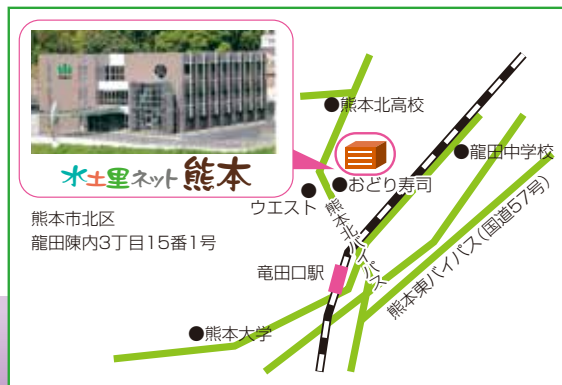 水土里ネット熊本
熊本市北区
龍田陳内3丁目15番1号
●熊本北高校
●龍田中学校
●おどり寿司
ウエスト
熊本北バイパス
熊本東バイパス(国道57号)
竜田口駅
●熊本大学